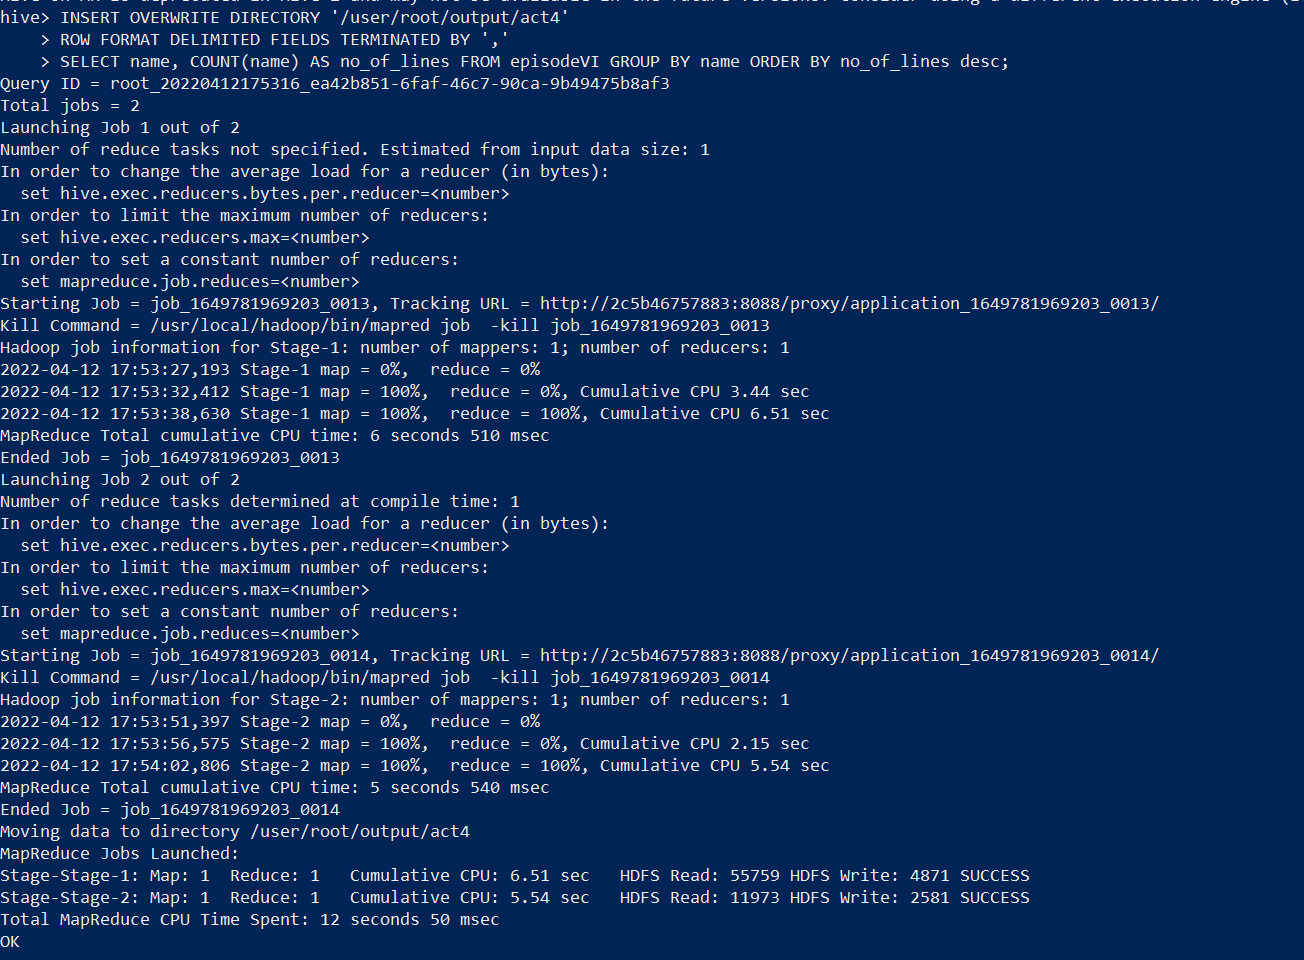 hive> INSERT OVERWRITE DIRECTORY '/user/root/output/act4'
    > ROW FORMAT DELIMITED FIELDS TERMINATED BY ','
    > SELECT name, COUNT(name) AS no_of_lines FROM episodeVI GROUP BY name ORDER BY no_of_lines desc;
Query ID = root_20220412175316_ea42b851-6faf-46c7-90ca-9b49475b8af3
Total jobs = 2
Launching Job 1 out of 2
Number of reduce tasks not specified. Estimated from input data size: 1
In order to change the average load for a reducer (in bytes):
  set hive.exec.reducers.bytes.per.reducer=<number>
In order to limit the maximum number of reducers:
  set hive.exec.reducers.max=<number>
In order to set a constant number of reducers:
  set mapreduce.job.reduces=<number>
Starting Job = job_1649781969203_0013, Tracking URL = http://2c5b46757883:8088/proxy/application_1649781969203_0013/
Kill Command = /usr/local/hadoop/bin/mapred job  -kill job_1649781969203_0013
Hadoop job information for Stage-1: number of mappers: 1; number of reducers: 1
2022-04-12 17:53:27,193 Stage-1 map = 0%,  reduce = 0%
2022-04-12 17:53:32,412 Stage-1 map = 100%,  reduce = 0%, Cumulative CPU 3.44 sec
2022-04-12 17:53:38,630 Stage-1 map = 100%,  reduce = 100%, Cumulative CPU 6.51 sec
MapReduce Total cumulative CPU time: 6 seconds 510 msec
Ended Job = job_1649781969203_0013
Launching Job 2 out of 2
Number of reduce tasks determined at compile time: 1
In order to change the average load for a reducer (in bytes):
  set hive.exec.reducers.bytes.per.reducer=<number>
In order to limit the maximum number of reducers:
  set hive.exec.reducers.max=<number>
In order to set a constant number of reducers:
  set mapreduce.job.reduces=<number>
Starting Job = job_1649781969203_0014, Tracking URL = http://2c5b46757883:8088/proxy/application_1649781969203_0014/
Kill Command = /usr/local/hadoop/bin/mapred job  -kill job_1649781969203_0014
Hadoop job information for Stage-2: number of mappers: 1; number of reducers: 1
2022-04-12 17:53:51,397 Stage-2 map = 0%,  reduce = 0%
2022-04-12 17:53:56,575 Stage-2 map = 100%,  reduce = 0%, Cumulative CPU 2.15 sec
2022-04-12 17:54:02,806 Stage-2 map = 100%,  reduce = 100%, Cumulative CPU 5.54 sec
MapReduce Total cumulative CPU time: 5 seconds 540 msec
Ended Job = job_1649781969203_0014
Moving data to directory /user/root/output/act4
MapReduce Jobs Launched:
Stage-Stage-1: Map: 1  Reduce: 1   Cumulative CPU: 6.51 sec   HDFS Read: 55759 HDFS Write: 4871 SUCCESS
Stage-Stage-2: Map: 1  Reduce: 1   Cumulative CPU: 5.54 sec   HDFS Read: 11973 HDFS Write: 2581 SUCCESS
Total MapReduce CPU Time Spent: 12 seconds 50 msec
OK